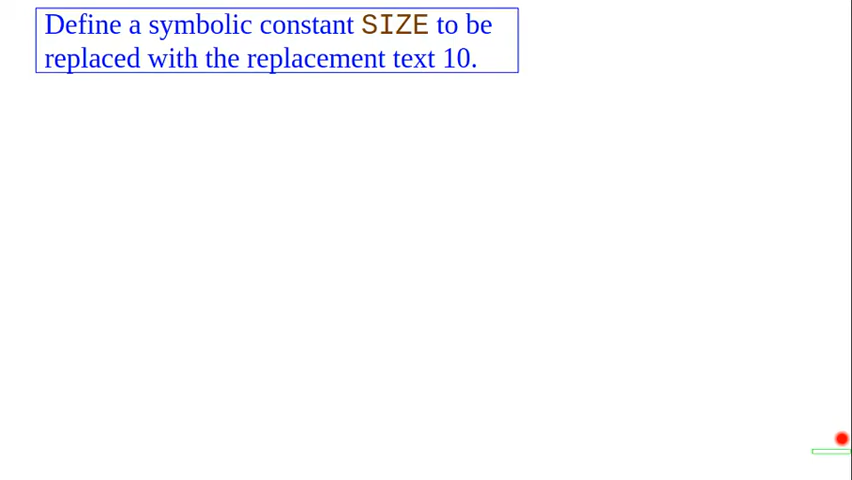 Define a symbolic constant SIZE to be
replaced with the replacement text 10.